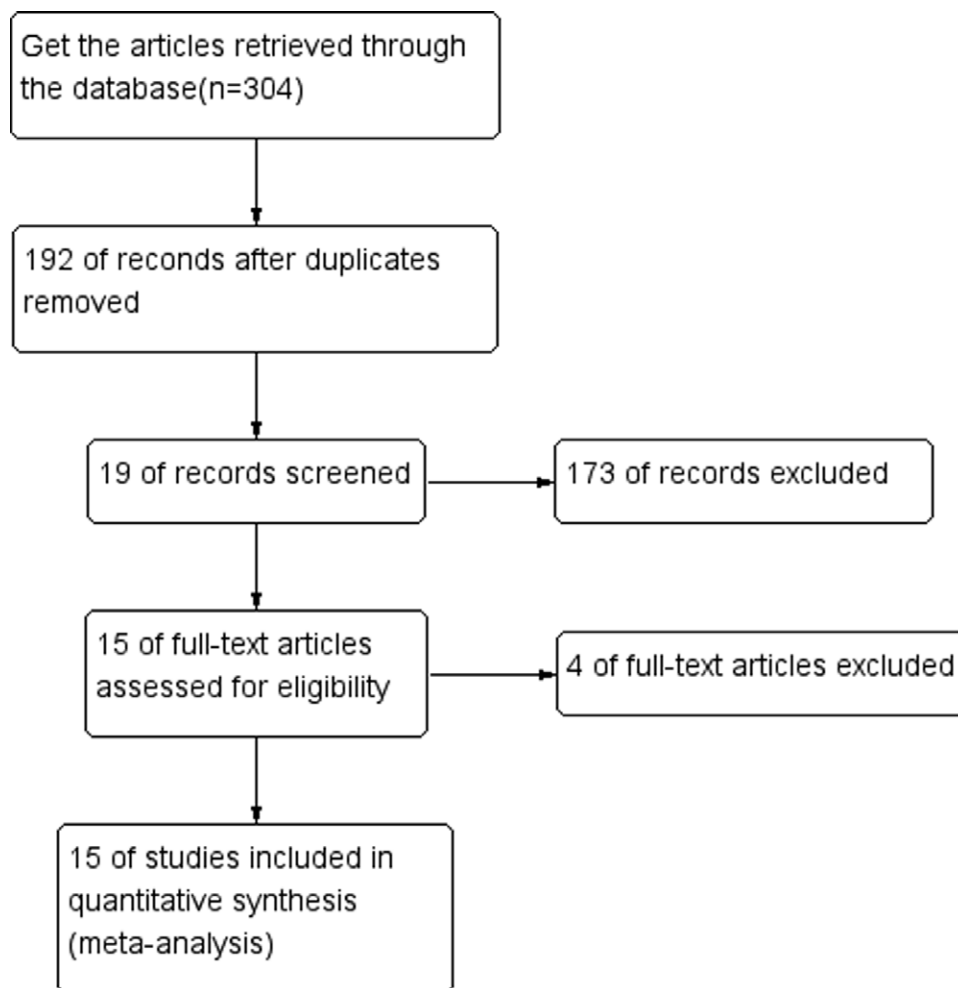 Get the articles retrieved through
the database(n=304)
192 of reconds after duplicates
removed
19 of records screened
173 of records excluded
15 of full-text articles
assessed for eligibility
4 of full-text articles excluded
15 of studies included in
quantitative synthesis
(meta-analysis)